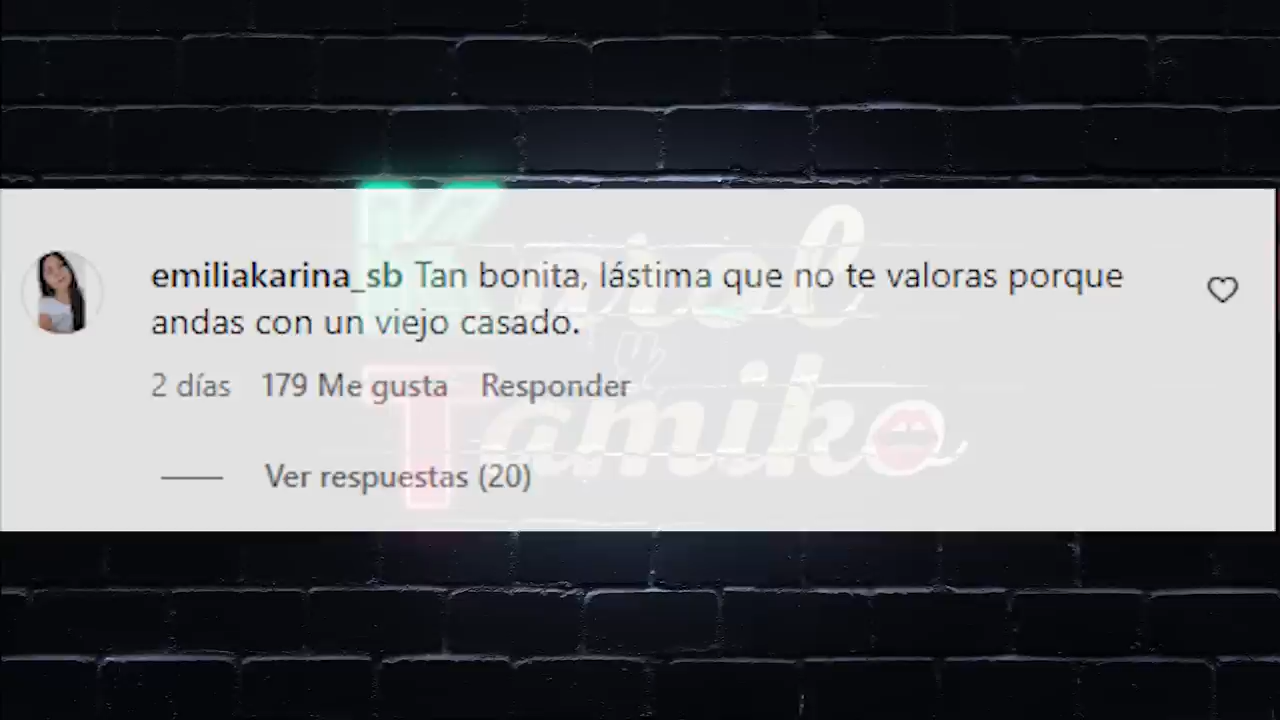 emiliakarina_sb Tan bonita, lástima que no te valoras porque
andas con un viejo casado.
2 días 179 Me gusta Responder
Ver respuestas (20)
y
Tamiko